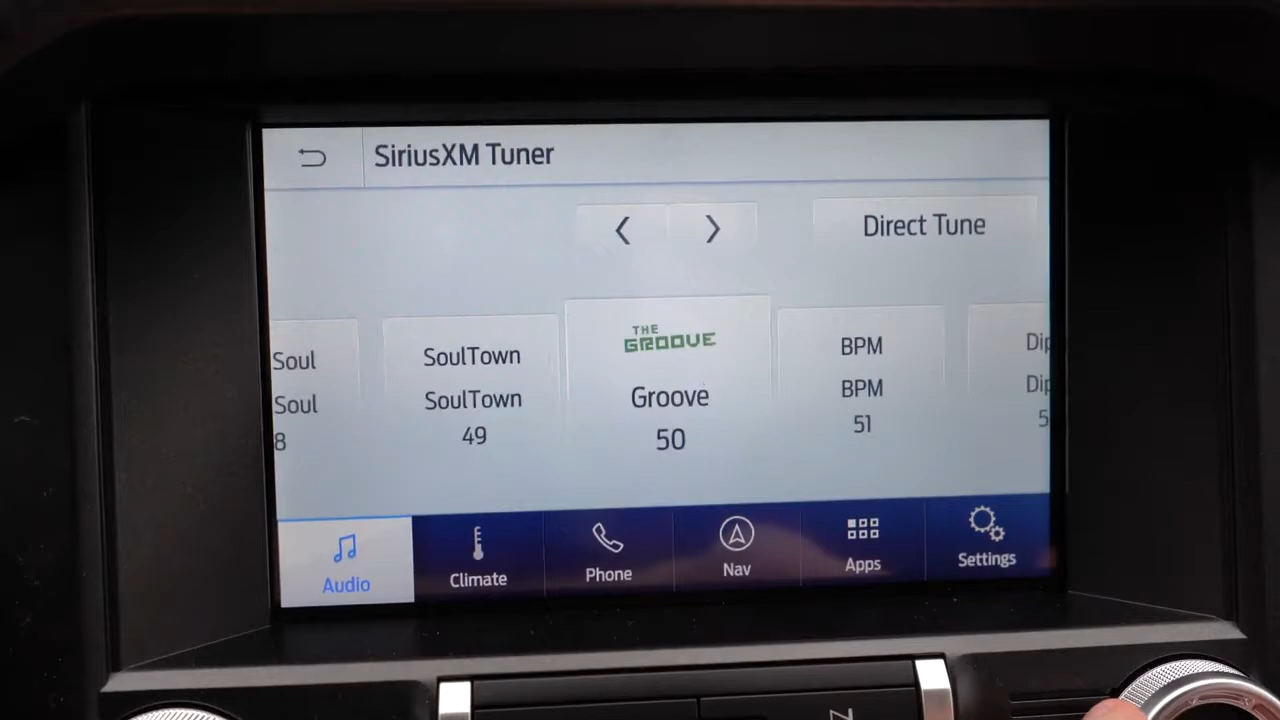 SiriusXM Tuner
Direct Tune
Soul
Soul
8
SoulTown
SoulTown
49
THE
GROOVE
Groove
50
BPM
BPM
51
Dip
Dip
5
Audio
Climate
Phone
Nav
Apps
Settings